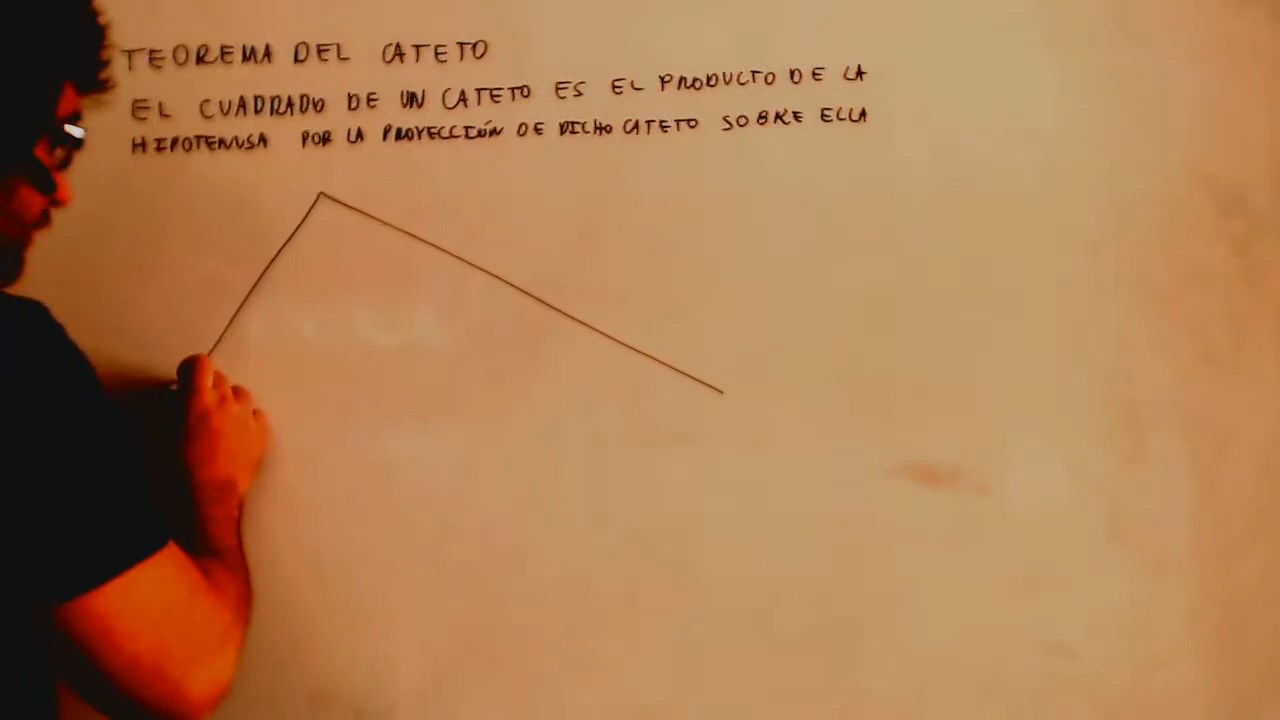 TEOREMA DEL CATETO
EL CUADRADO DE UN CATETO ES EL PRODUCTO DE LA
HIPOTENUSA POR LA PROYECCIÓN DE DICHO CATETO SOBRE ELLA